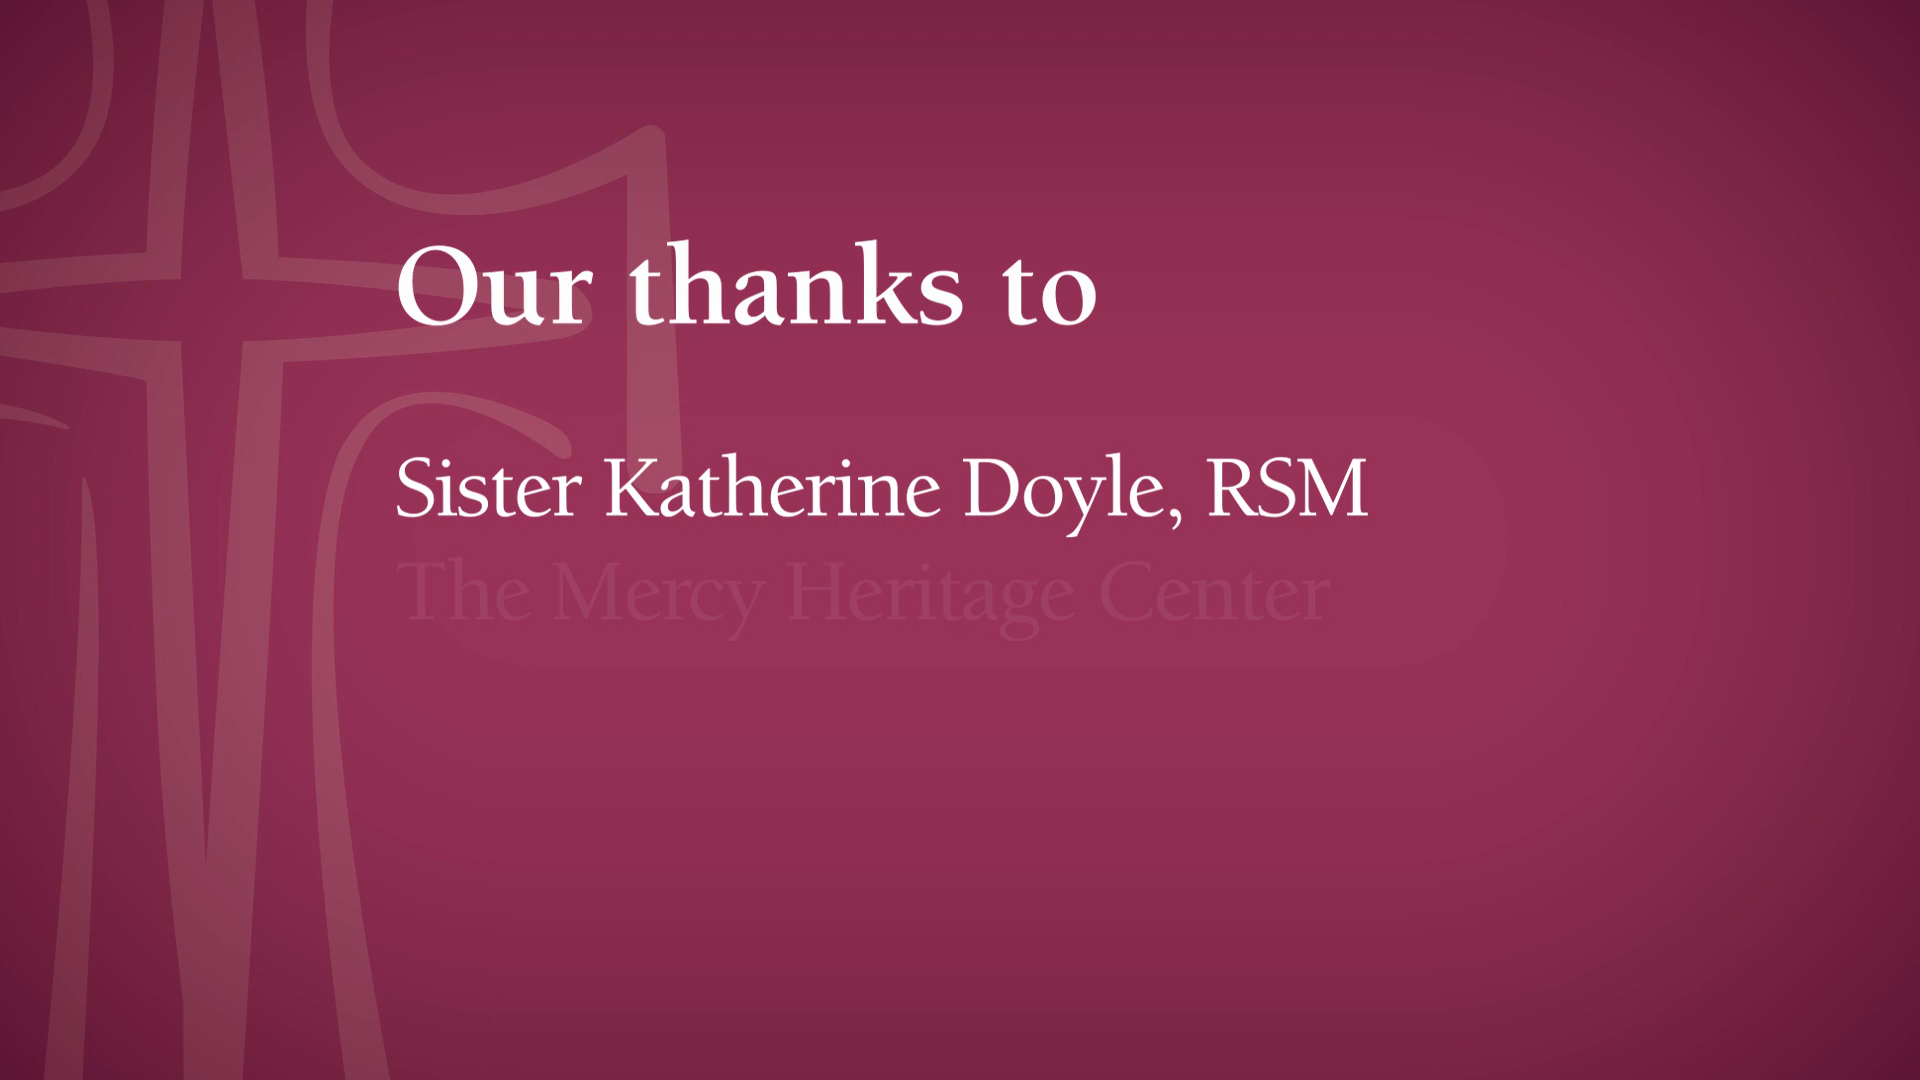 Our thanks to
Sister Katherine Doyle, RSM
The Mercy Heritage Center